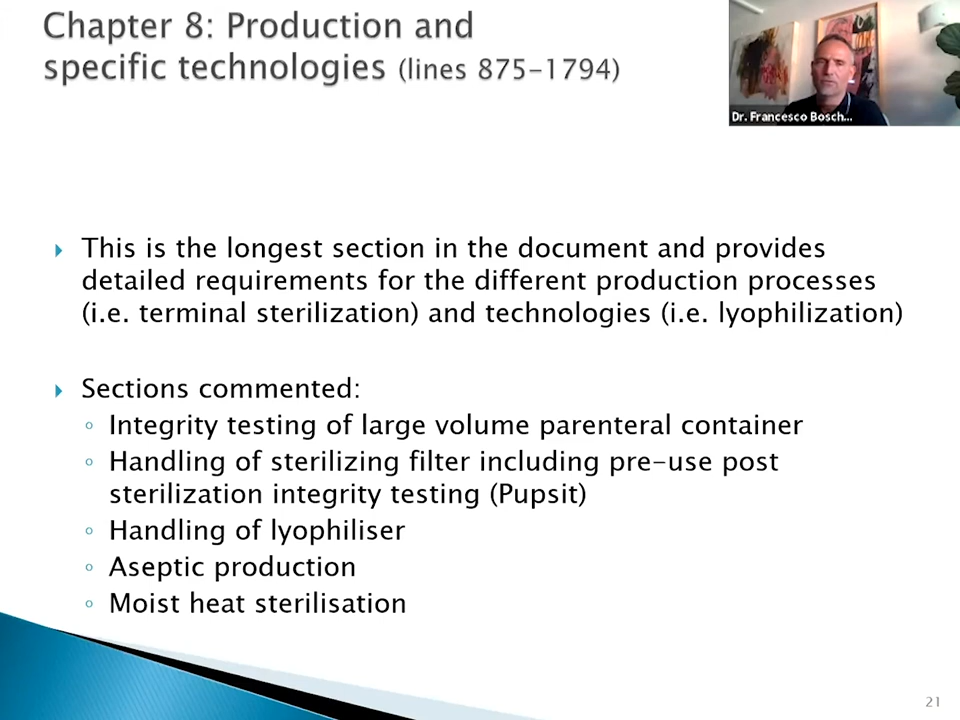 Chapter 8: Production and
specific technologies (lines 875-1794)
Dr. Francesco Bosch...
This is the longest section in the document and provides
detailed requirements for the different production processes
(i.e. terminal sterilization) and technologies (i.e. lyophilization)
Sections commented:
Integrity testing of large volume parenteral container
Handling of sterilizing filter including pre-use post
sterilization integrity testing (Pupsit)
Handling of lyophiliser
Aseptic production
Moist heat sterilisation
21